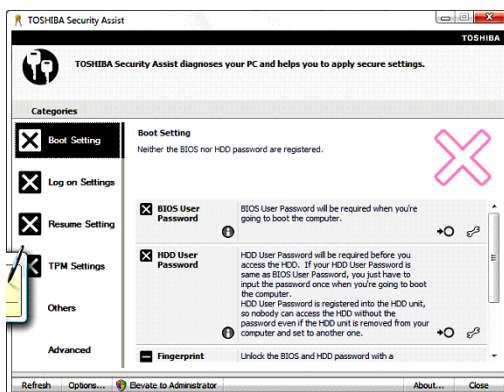 TOSHIBA Security Assist
TOSHIBA
TOSHIBA Security Assist diagnoses your PC and helps you to apply secure settings.
Categories
Boot Setting
Log on Settings
Resume Setting
TPM Settings
Others
Advanced
Boot Setting
Neither the BIOS nor HDD password are registered.
BIOS User
Password
BIOS User Password will be required when you're
going to boot the computer.
HDD User
Password
HDD User Password will be required before you
access the HDD. If your HDD User Password is
same as BIOS User Password, you just have to
input the password once when you're going to boot
the computer.
HDD User Password is registered into the HDD unit,
so nobody can access the HDD without the
password even if the HDD unit is removed from your
computer and set to another one.
Fingerprint
Unlock the BIOS and HDD password with a
Refresh Options... Elevate to Administrator About... Close